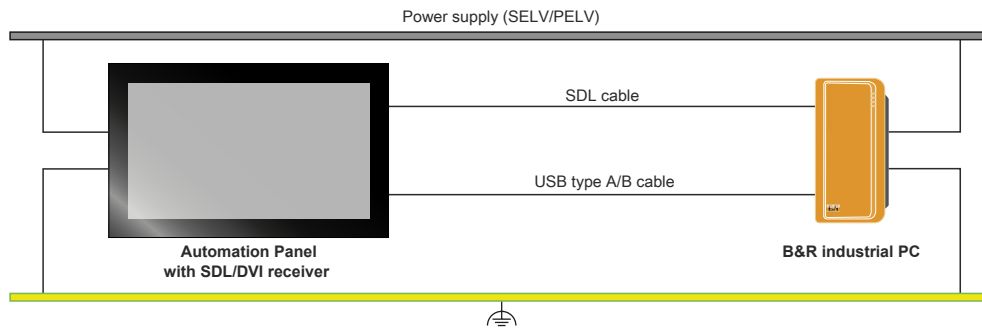 Power supply (SELV/PELV)
SDL cable
USB type A/B cable
Automation Panel
with SDL/DVI receiver
B&R industrial PC